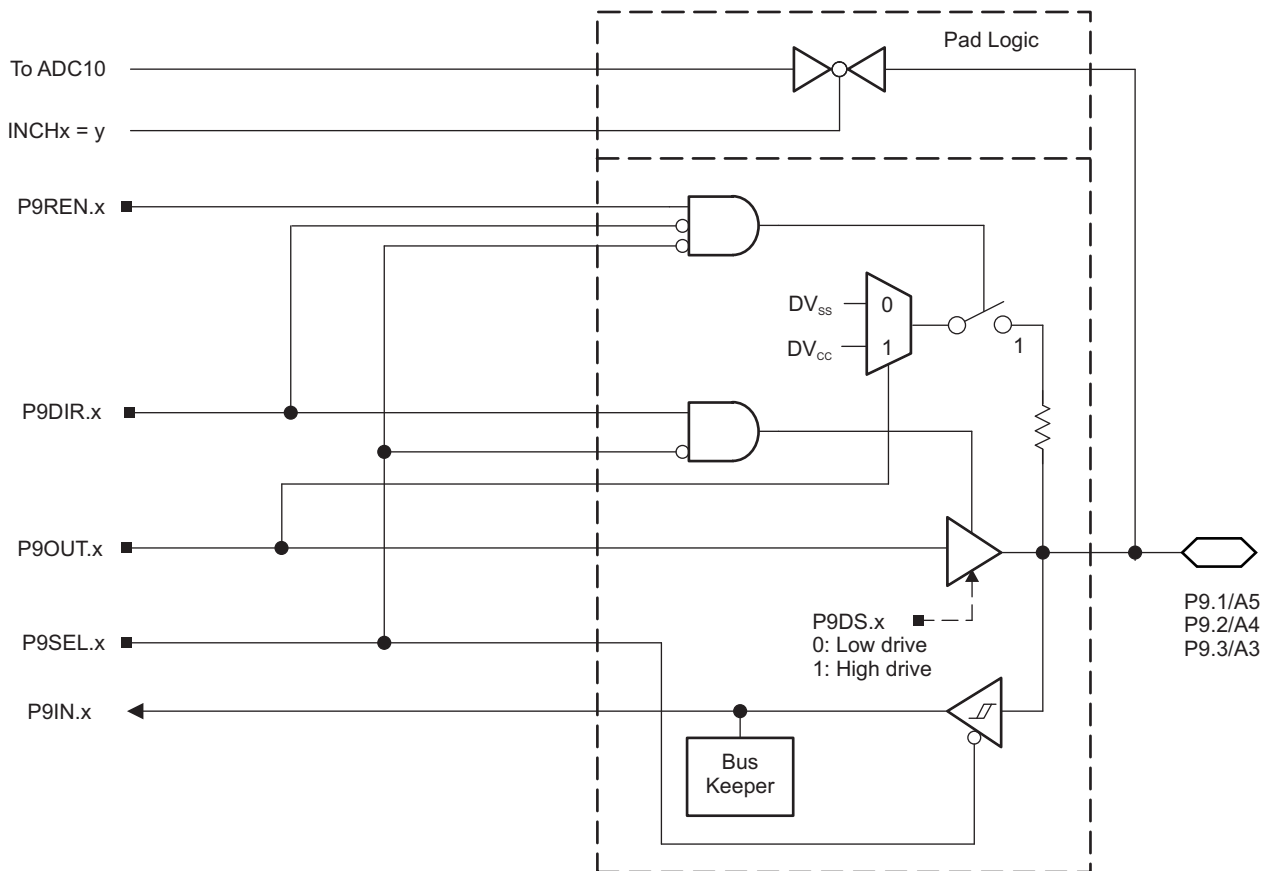 Pad Logic
To ADC10
INCHx = y
P9REN.x
0
DVSS
DVCC
1
1
P9DIR.x
P9OUT.x
P9DS.x
0: Low drive
1: High drive
P9.1/A5
P9.2/A4
P9.3/A3
P9SEL.x
P9IN.x
Bus
Keeper